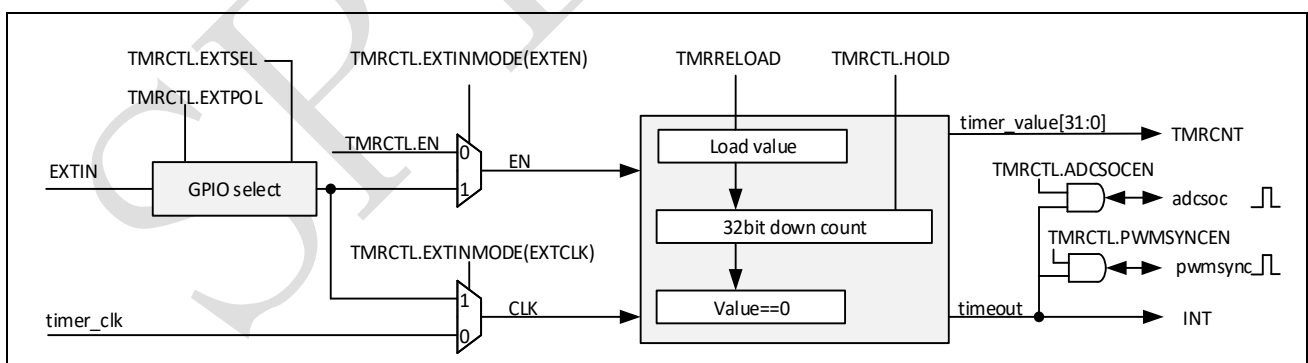 TMRCTL.EXTSEL
TMRCTL.EXTINMODE(EXTEN)
TMRRELOAD
TMRCTL.HOLD
TMRCTL.EXTPOL
TMRCTL.EN
0
1
EN
EXTIN
GPIO select
Load value
timer_value[31:0]
TMRCNT
TMRCTL.ADCSOCEN
adcsoc
32bit down count
TMRCTL.PWMSYNCEN
pwmsync
TMRCTL.EXTINMODE(EXTCLK)
1
0
CLK
timer_clk
Value==0
timeout
INT